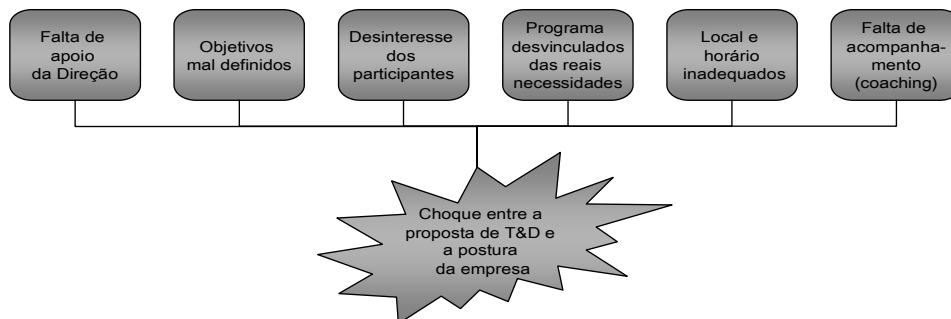 Falta de
apoio
da Direção
Objetivos
mal definidos
Desinteresse
dos
participantes
Programa
desvinculados
das reais
necessidades
Local e
horário
inadequados
Falta de
acompanha-
mento
(coaching)
Choque entre a
proposta de T&D e
a postura
da empresa